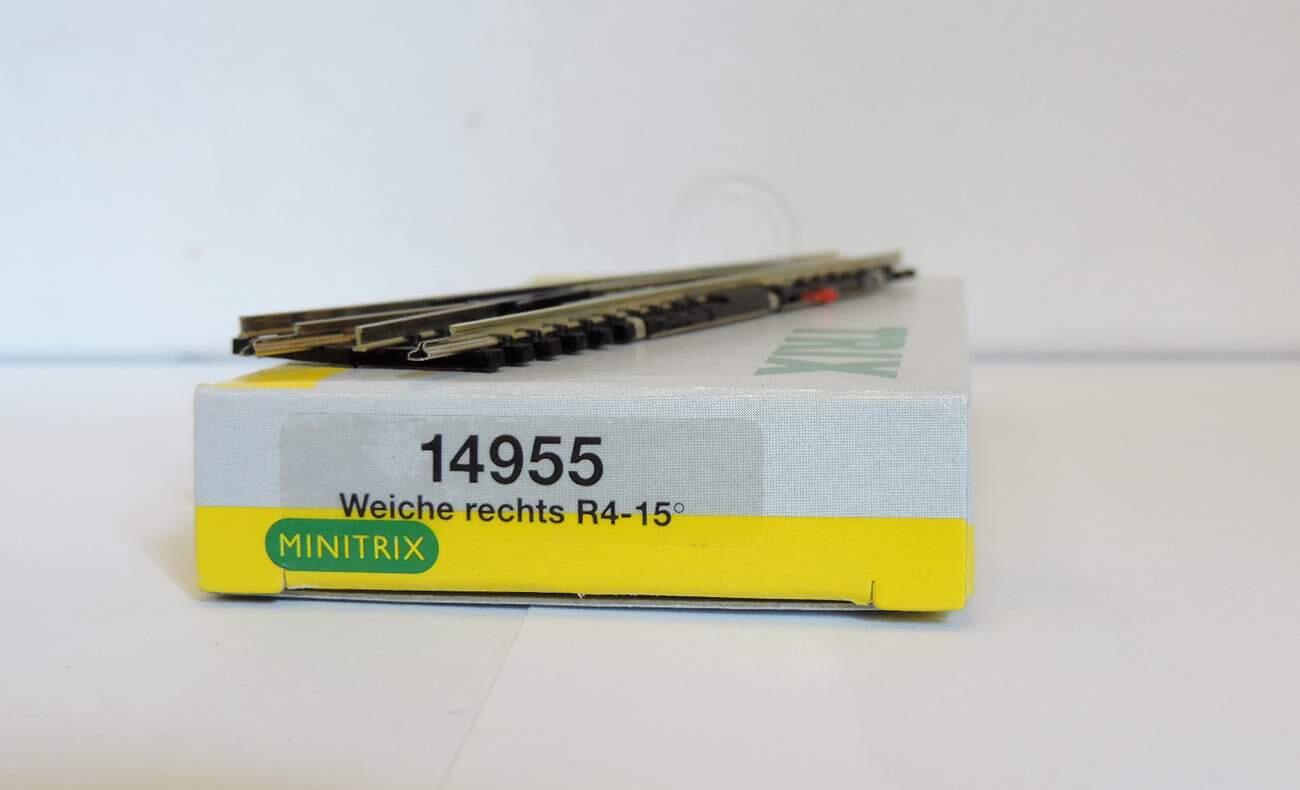 TRIX
14955
Weiche rechts R4-15°
MINITRIX